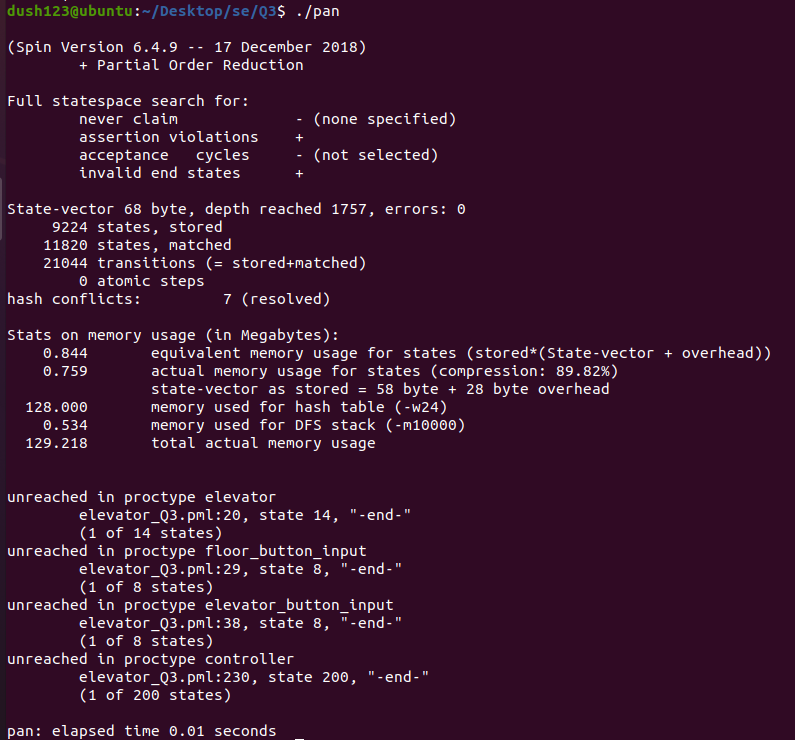 dush123@ubuntu:~/Desktop/se/Q3$ ./pan
(Spin Version 6.4.9 -- 17 December 2018)
+ Partial Order Reduction
Full statespace search for:
never claim - (none specified)
assertion violations +
acceptance cycles - (not selected)
invalid end states +
State-vector 68 byte, depth reached 1757, errors: 0
9224 states, stored
11820 states, matched
21044 transitions (= stored+matched)
0 atomic steps
hash conflicts: 7 (resolved)
Stats on memory usage (in Megabytes):
0.844 equivalent memory usage for states (stored*(State-vector + overhead))
0.759 actual memory usage for states (compression: 89.82%)
state-vector as stored = 58 byte + 28 byte overhead
128.000 memory used for hash table (-w24)
0.534 memory used for DFS stack (-m10000)
129.218 total actual memory usage
unreached in proctype elevator
elevator_Q3.pml:20, state 14, "-end-"
(1 of 14 states)
unreached in proctype floor_button_input
elevator_Q3.pml:29, state 8, "-end-"
(1 of 8 states)
unreached in proctype elevator_button_input
elevator_Q3.pml:38, state 8, "-end-"
(1 of 8 states)
unreached in proctype controller
elevator_Q3.pml:230, state 200, "-end-"
(1 of 200 states)
pan: elapsed time 0.01 seconds